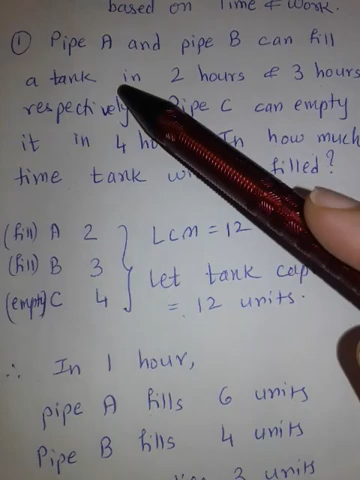 based on Time & Work.
① Pipe A and pipe B can fill
a tank in 2 hours & 3 hours
respectively Pipe C can empty
it in 4 In how much
time tank filled?
(fill) A 2
(fill) B 3
(empty) C 4
LCM = 12
Let tank
= 12 units.
∴ In 1 hour,
pipe A fills 6 units
Pipe B fills 4 units
3 units